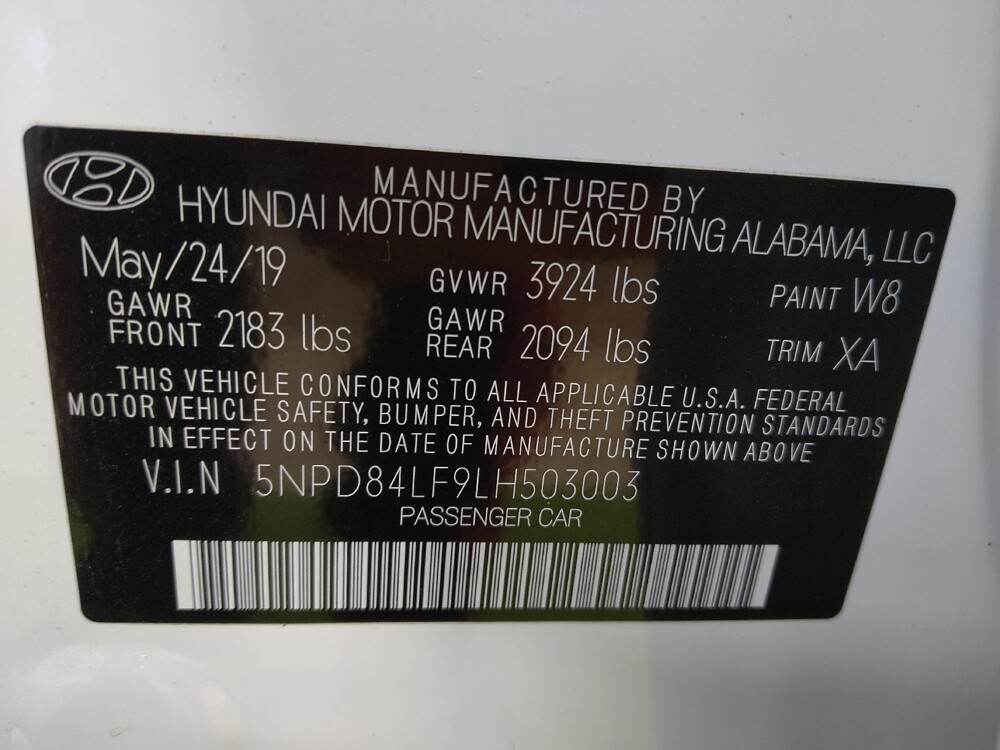 MANUFACTURED BY
HYUNDAI MOTOR MANUFACTURING ALABAMA, LLC
May/24/19 GVWR 3924 lbs PAINT W8
GAWR FRONT 2183 lbs GAWR REAR 2094 lbs TRIM XA
THIS VEHICLE CONFORMS TO ALL APPLICABLE U.S.A. FEDERAL
MOTOR VEHICLE SAFETY, BUMPER, AND THEFT PREVENTION STANDARDS
IN EFFECT ON THE DATE OF MANUFACTURE SHOWN ABOVE
V.I.N 5NPD84LF9LH503003
PASSENGER CAR